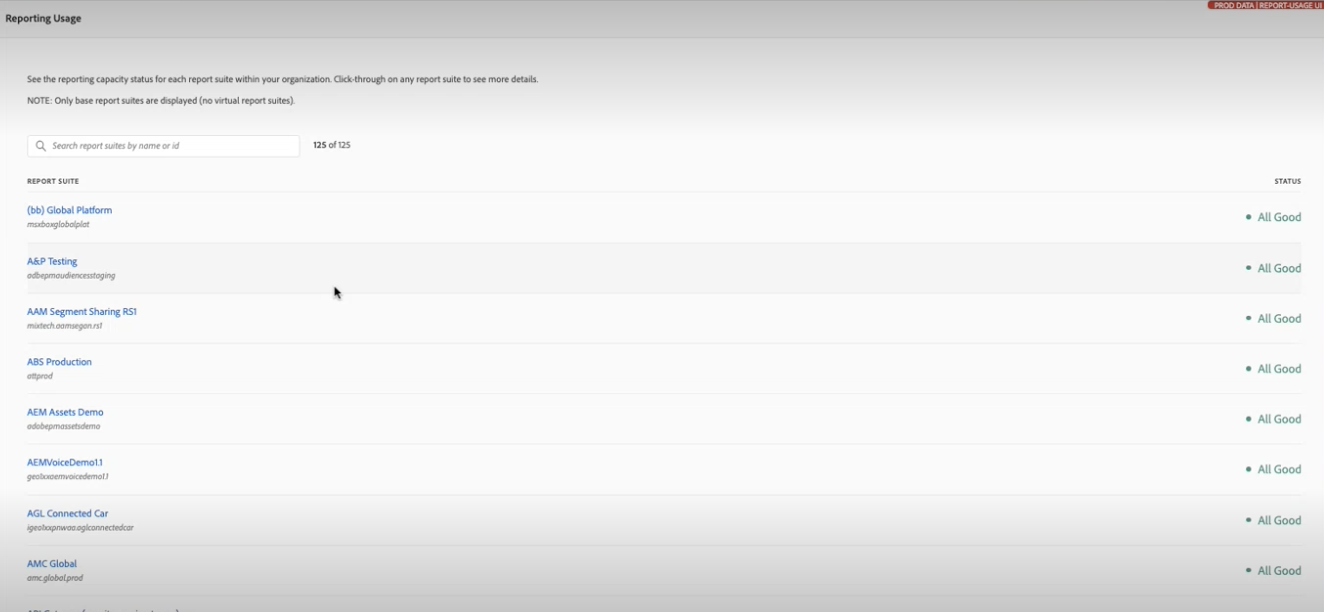 PROD DATA | REPORT-USAGE UI
Reporting Usage
See the reporting capacity status for each report suite within your organization. Click-through on any report suite to see more details.
NOTE: Only base report suites are displayed (no virtual report suites).
Search report suites by name or id
125 of 125
REPORT SUITE STATUS
(bb) Global Platform
msxboxglobalplat
All Good
A&P Testing
adbepmaudiencesstaging
All Good
AAM Segment Sharing RS1
mixtech.aamsegan.rs1
All Good
ABS Production
attprod
All Good
AEM Assets Demo
adobepmassetsdemo
All Good
AEMVoiceDemo1.1
geo1xxaemvoicedemo1.1
All Good
AGL Connected Car
igeo1xxpnwaa.aglconnectedcar
All Good
AMC Global
amc.global.prod
All Good